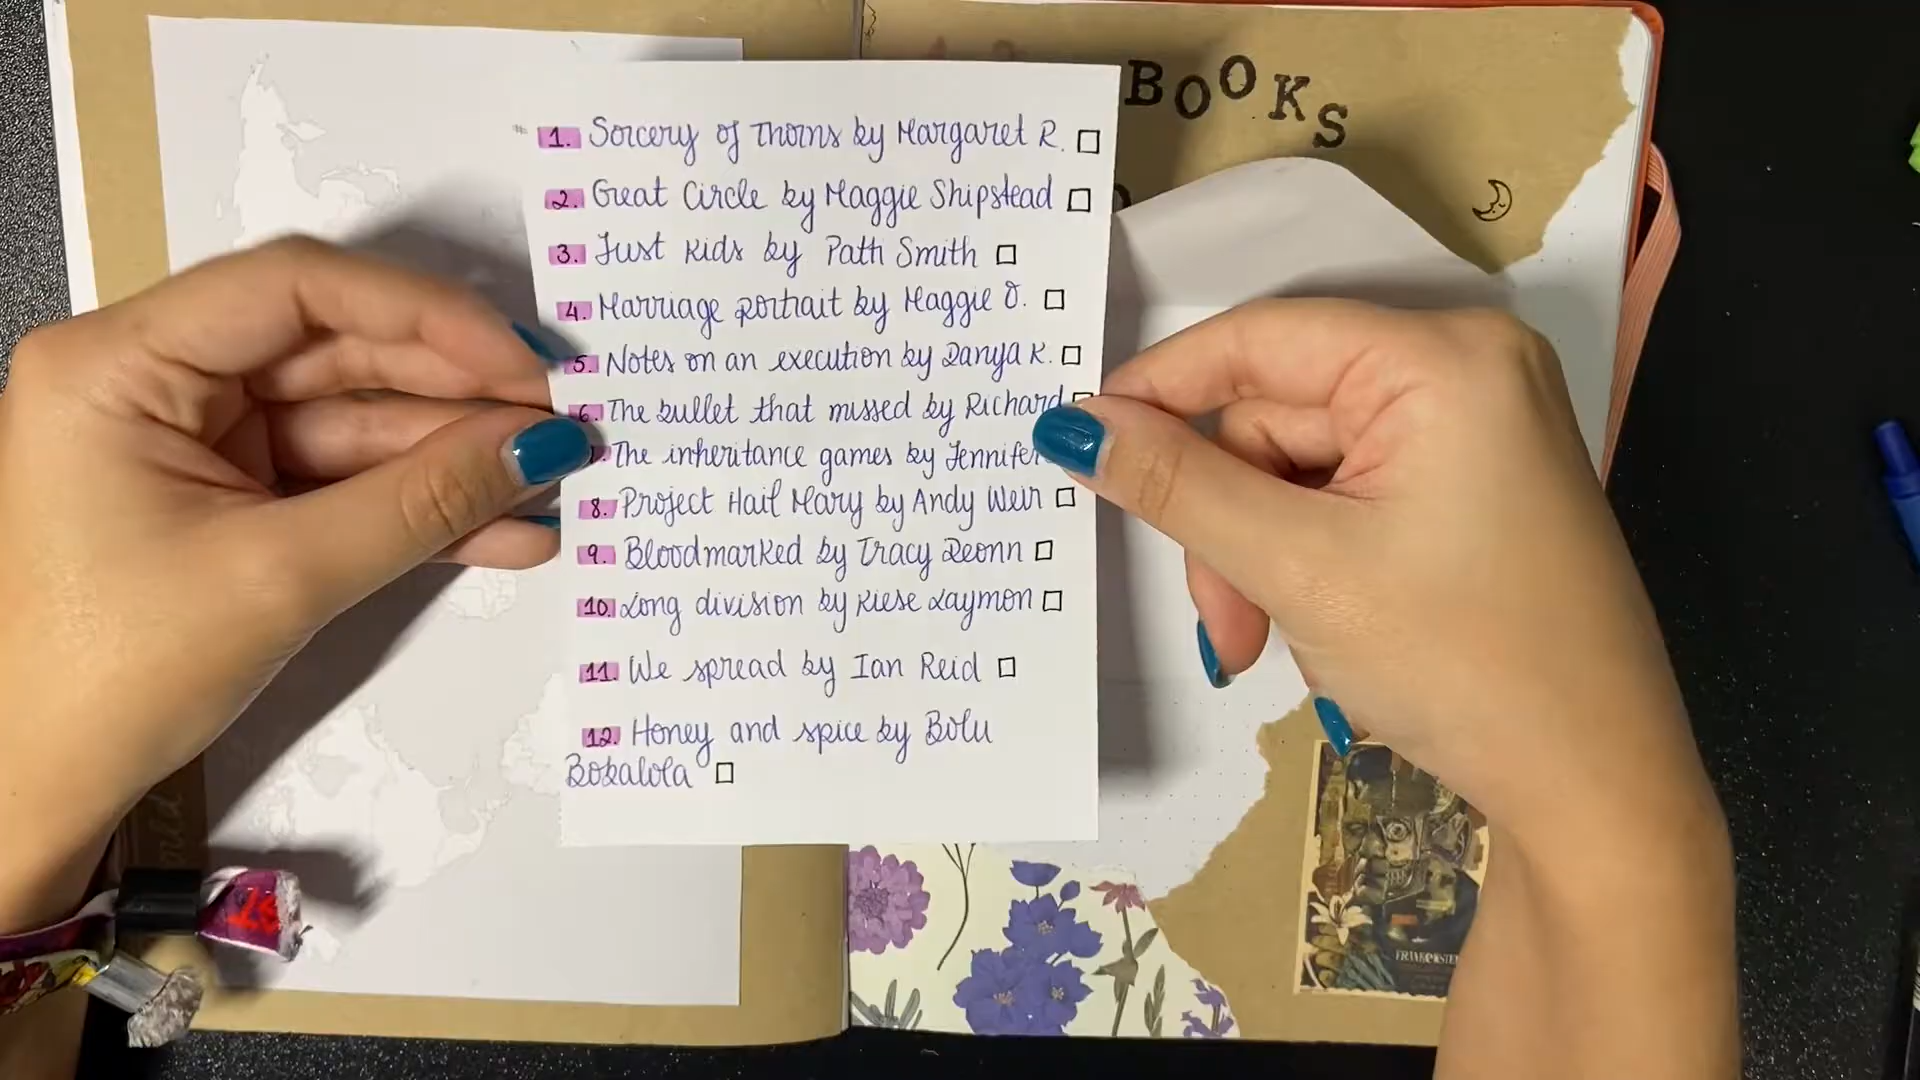 BOOKS
1. Sorcery of Thorns by Margaret R.
2. Great Circle by Maggie Shipstead
3. Just Kids by Patti Smith
4. Marriage portrait by Maggie O.
5. Notes on an execution by Danya K.
6. The bullet that missed by Richard
The inheritance games by Jennifer
8. Project Hail Mary by Andy Weir
9. Bloodmarked by Tracy Deonn
10. Long division by Kiese Laymon
11. We spread by Ian Reid
12. Honey and spice by Bolu
Bobalola